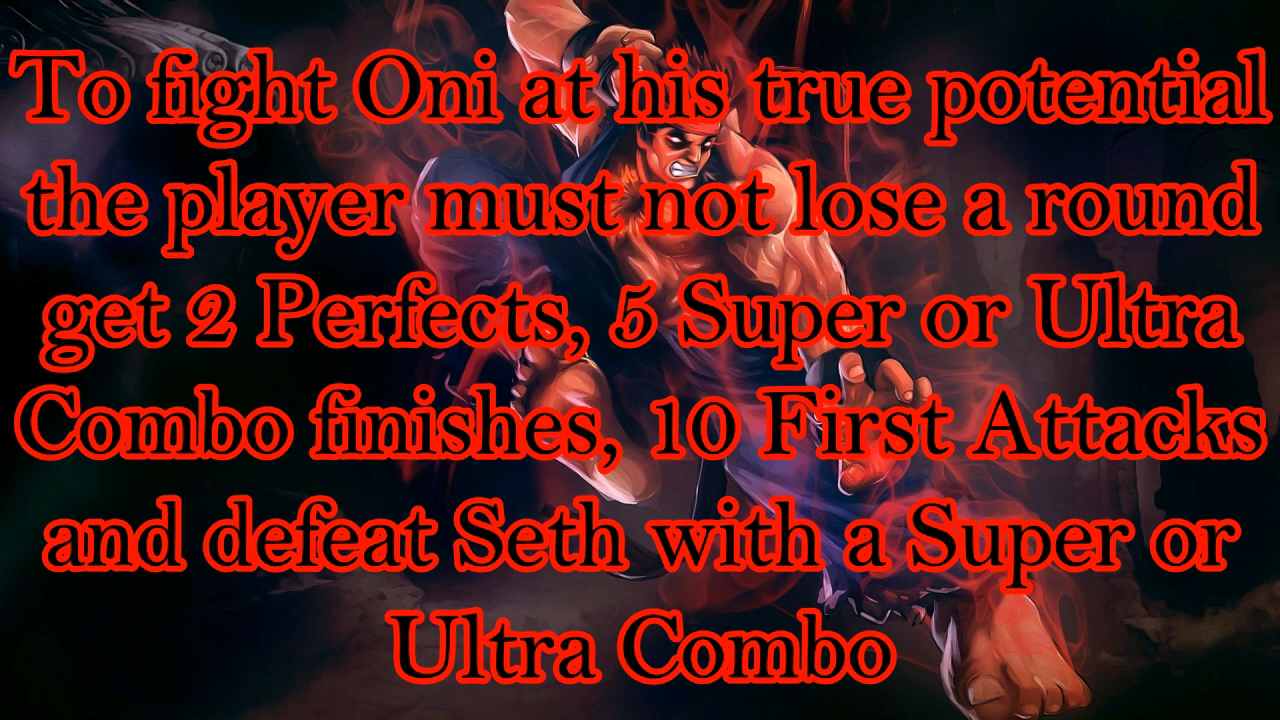 To fight Oni at his true potential
the player must not lose a round
get 2 Perfects, 5 Super or Ultra
Combo finishes, 10 First Attacks
and defeat Seth with a Super or
Ultra Combo